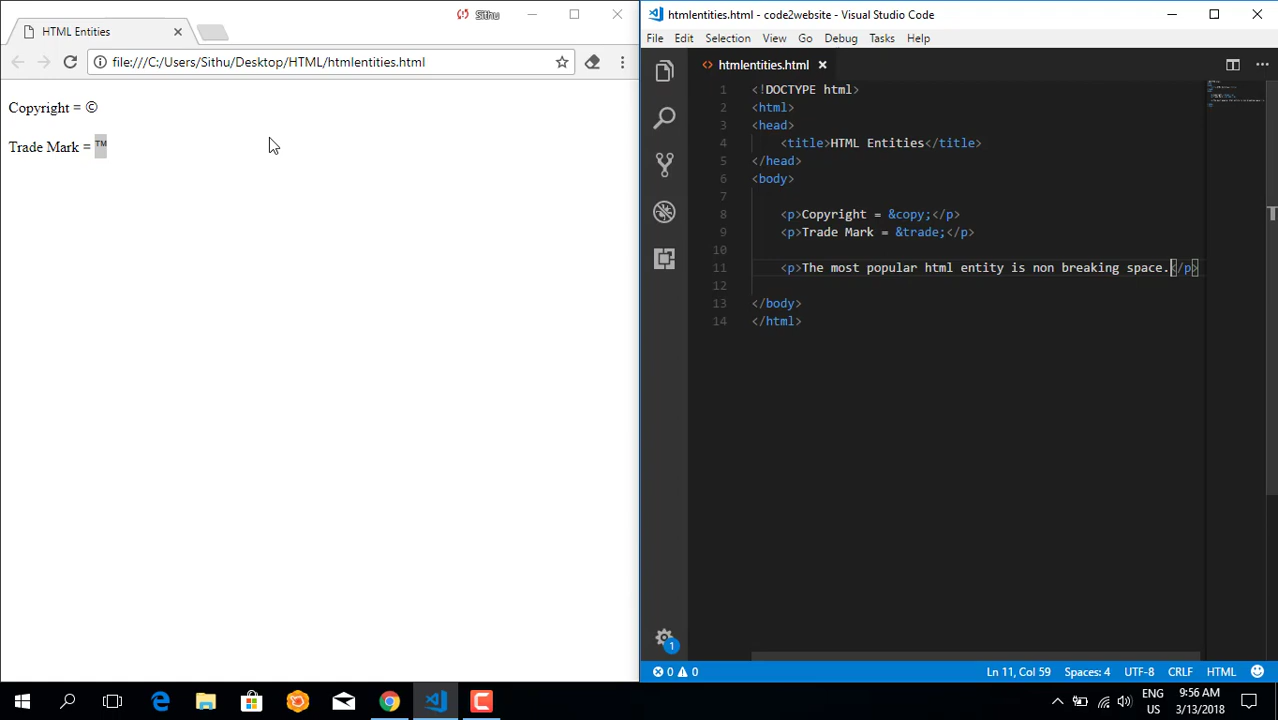 HTML Entities
Sithu
file:///C:/Users/Sithu/Desktop/HTML/htmlentities.html
Copyright = ©
Trade Mark = ™
htmlentities.html - code2website - Visual Studio Code
File Edit Selection View Go Debug Tasks Help
htmlentities.html
1 <!DOCTYPE html>
2 <html>
3 <head>
4 <title>HTML Entities</title>
5 </head>
6 <body>
7
8 <p>Copyright = &copy;</p>
9 <p>Trade Mark = &trade;</p>
10
11 <p>The most popular html entity is non breaking space.</p>
12
13 </body>
14 </html>
1
0 0 Ln 11, Col 59 Spaces: 4 UTF-8 CRLF HTML
ENG 9:56 AM
US 3/13/2018